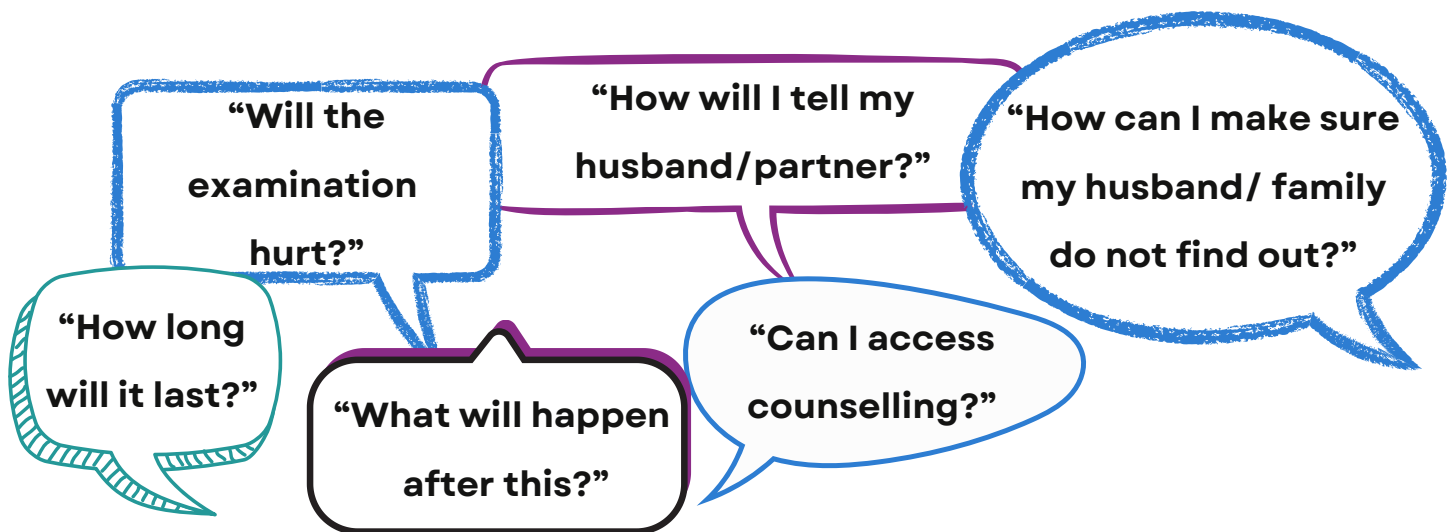 “Will the
examination
hurt?”
“How will I tell my
husband/partner?”
“How can I make sure
my husband/ family
do not find out?”
“How long
will it last?”
“What will happen
after this?”
“Can I access
counselling?”